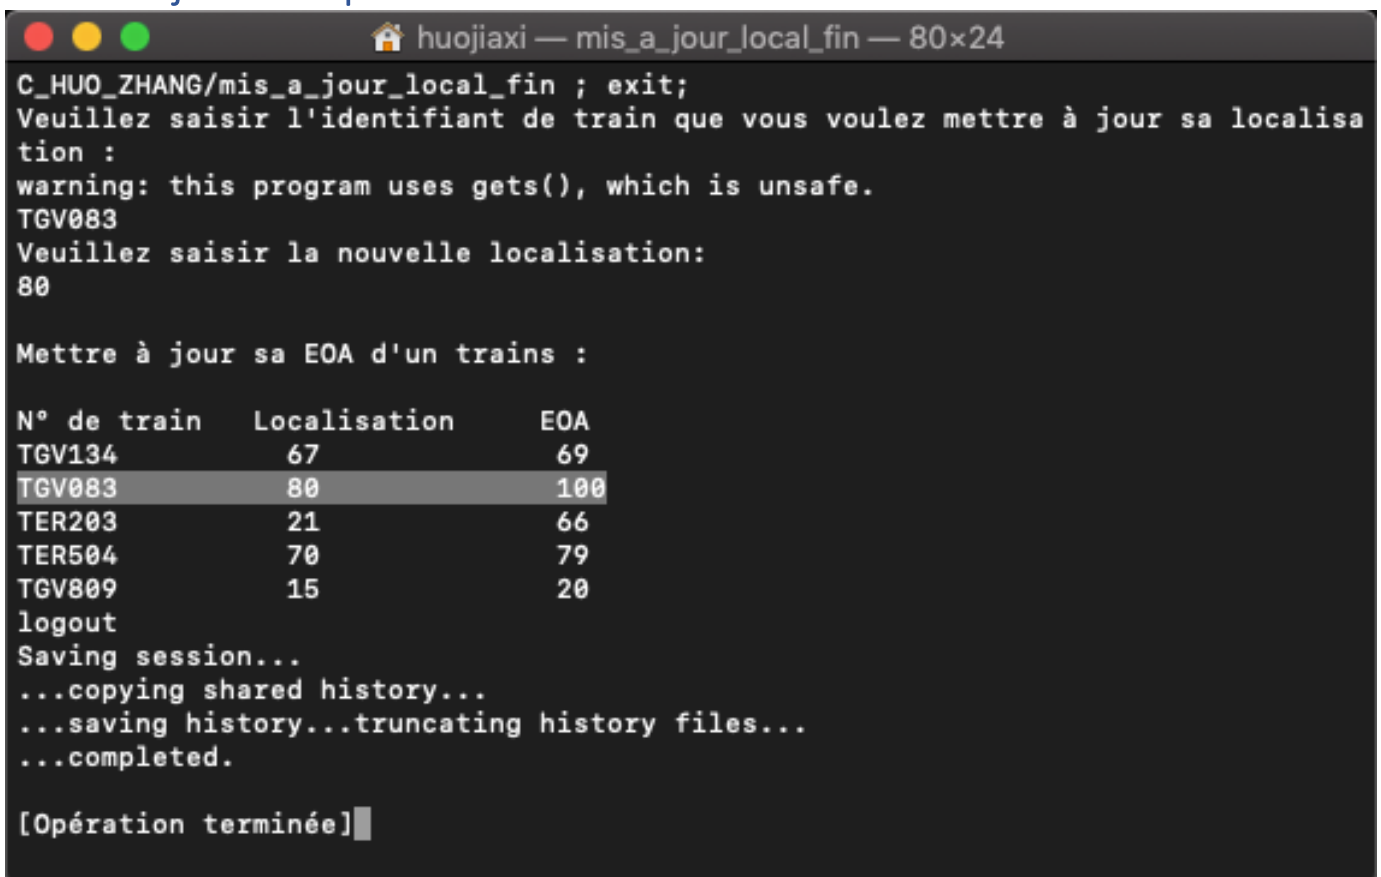 huojiaxi — mis_a_jour_local_fin — 80×24
C_HUO_ZHANG/mis_a_jour_local_fin ; exit;
Veuillez saisir l'identifiant de train que vous voulez mettre à jour sa localisa
tion :
warning: this program uses gets(), which is unsafe.
TGV083
Veuillez saisir la nouvelle localisation:
80
Mettre à jour sa EOA d'un trains :
N° de train Localisation EOA
TGV134 67 69
TGV083 80 100
TER203 21 66
TER504 70 79
TGV809 15 20
logout
Saving session...
...copying shared history...
...saving history...truncating history files...
...completed.
[Opération terminée]